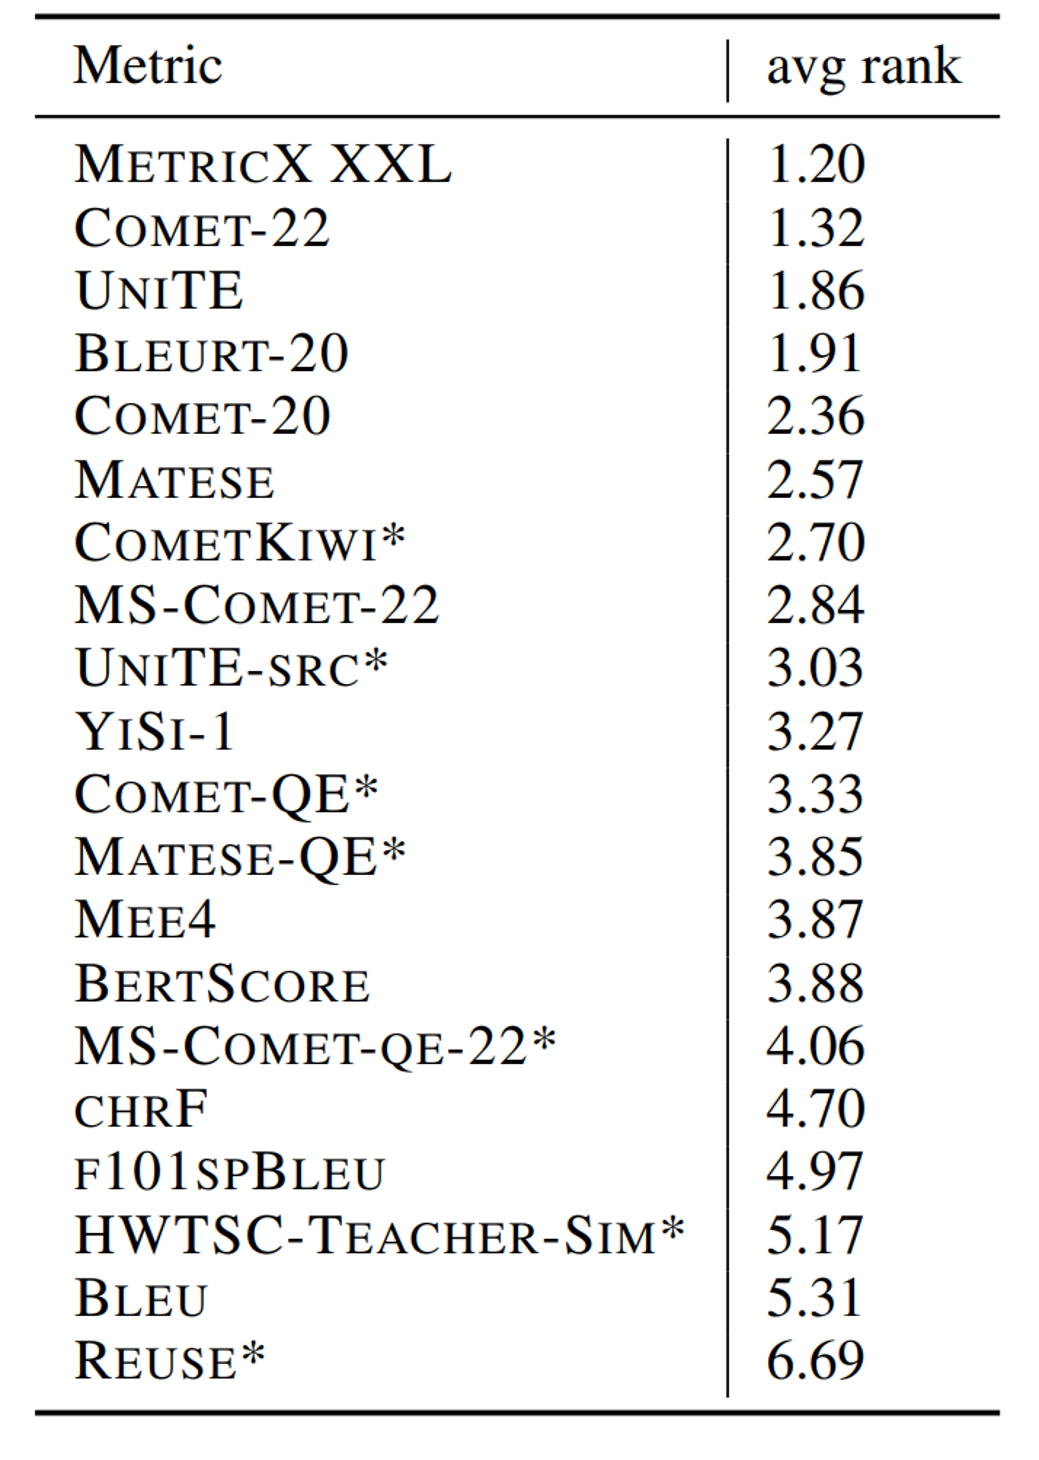 Metric avg rank
METRICX XXL 1.20
COMET-22 1.32
UNITE 1.86
BLEURT-20 1.91
COMET-20 2.36
MATESE 2.57
COMETKIWI* 2.70
MS-COMET-22 2.84
UNITE-SRC* 3.03
YISI-1 3.27
COMET-QE* 3.33
MATESE-QE* 3.85
MEE4 3.87
BERTSCORE 3.88
MS-COMET-QE-22* 4.06
CHRF 4.70
F101SPBLEU 4.97
HWTSC-TEACHER-SIM* 5.17
BLEU 5.31
REUSE* 6.69